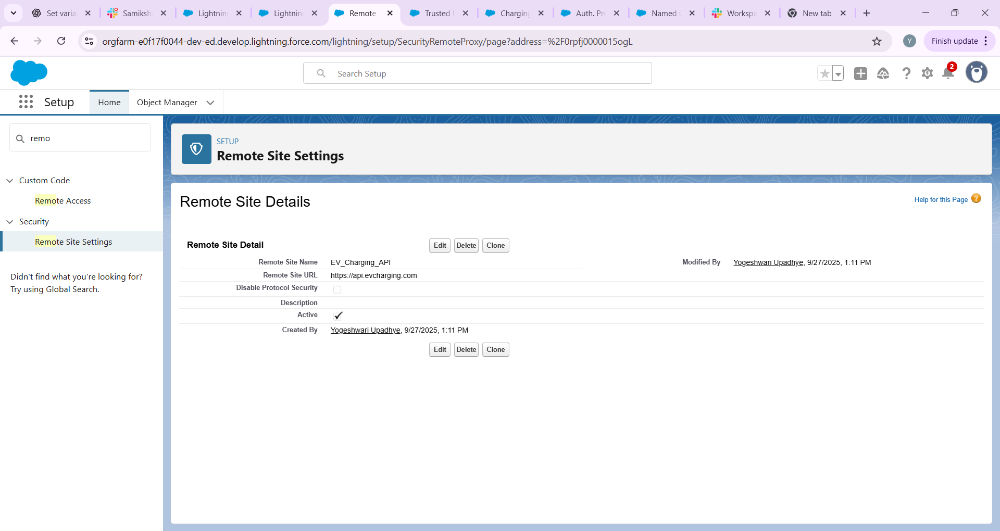 Set varia
Samiksh
Lightnin
Lightnin
Remote
Trusted
Charging
Auth. Pr
Named
Workspa
New tab
orgfarm-e0f17f0044-dev-ed.develop.lightning.force.com/lightning/setup/SecurityRemoteProxy/page?address=%2F0rpfj0000015ogL
Y
Finish update
Search Setup
2
Setup
Home
Object Manager
remo
Custom Code
Remote Access
Security
Remote Site Settings
Didn't find what you're looking for?
Try using Global Search.
SETUP
Remote Site Settings
Remote Site Details
Help for this Page ?
Remote Site Detail
Edit Delete Clone
Remote Site Name EV_Charging_API
Modified By Yogeshwari Upadhye, 9/27/2025, 1:11 PM
Remote Site URL https://api.evcharging.com
Disable Protocol Security
Description
Active
Created By Yogeshwari Upadhye, 9/27/2025, 1:11 PM
Edit Delete Clone